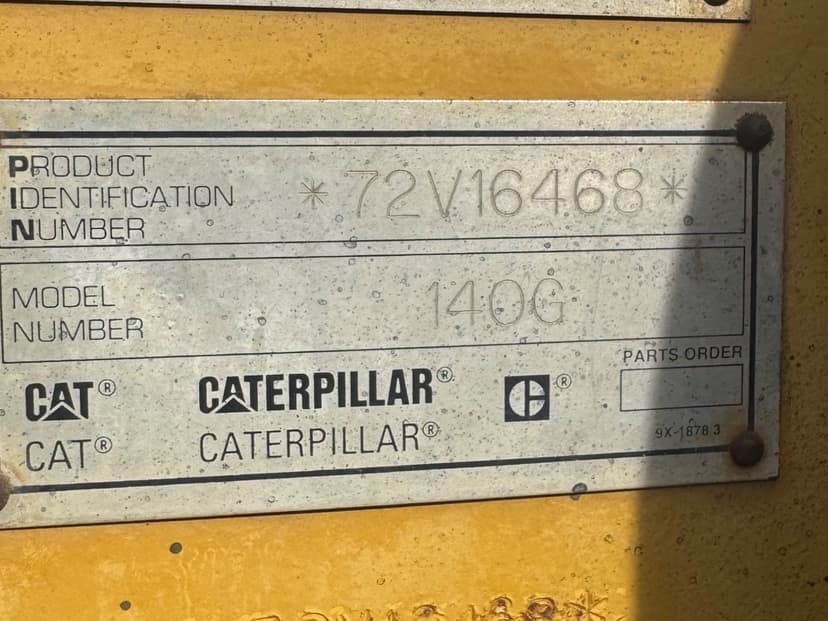 PRODUCT
IDENTIFICATION
NUMBER
*72V16468*
MODEL
NUMBER
140G
PARTS ORDER
CAT® CATERPILLAR® ®
CAT® CATERPILLAR®
9X-1878 3